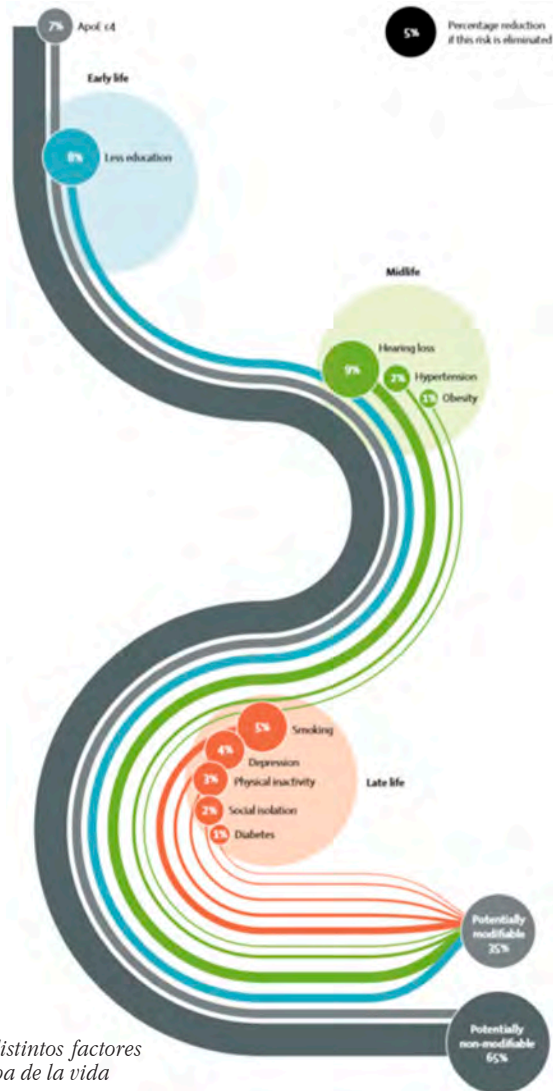 7%
ApoE ε4
5%
Percentage reduction
if this risk is eliminated
Early life
8%
Less education
Midlife
Hearing loss
9%
2%
Hypertension
1%
Obesity
5%
Smoking
4%
Depression
3%
Physical inactivity
Late life
2%
Social isolation
1%
Diabetes
Potentially
modifiable
35%
Potentially
non-modifiable
65%
distintos factores
pa de la vida